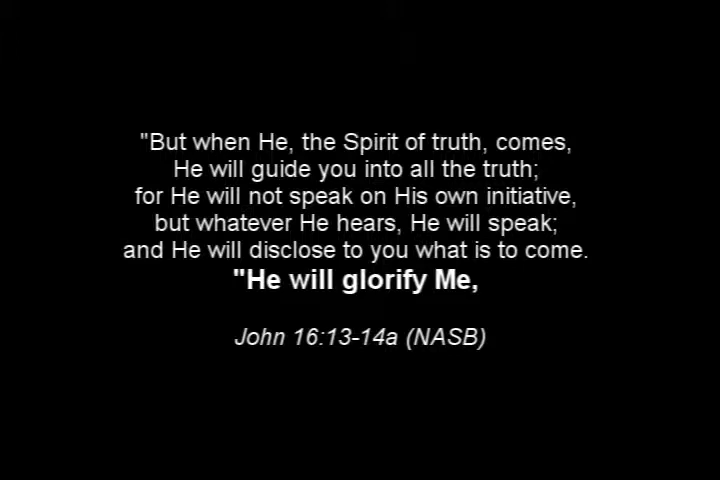 "But when He, the Spirit of truth, comes,
He will guide you into all the truth;
for He will not speak on His own initiative,
but whatever He hears, He will speak;
and He will disclose to you what is to come.
"He will glorify Me,
John 16:13-14a (NASB)